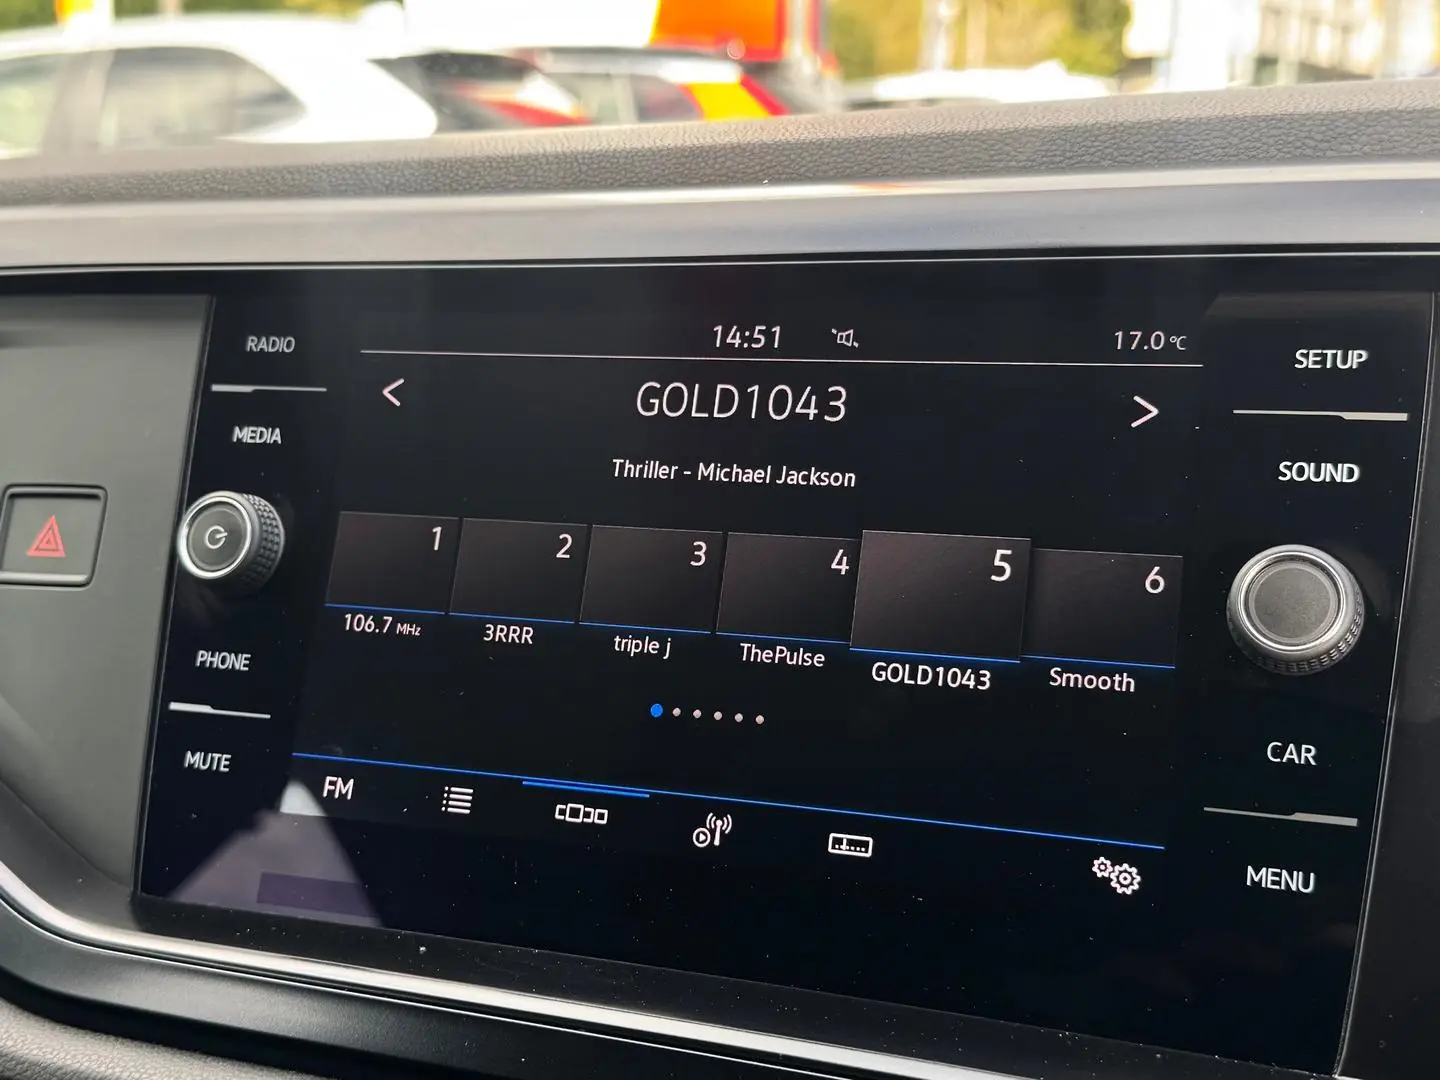 RADIO
MEDIA
PHONE
MUTE
14:51
17.0°C
GOLD1043
Thriller - Michael Jackson
1
2
3
4
5
6
106.7 MHz
3RRR
triple j
ThePulse
GOLD1043
Smooth
FM
SETUP
SOUND
CAR
MENU